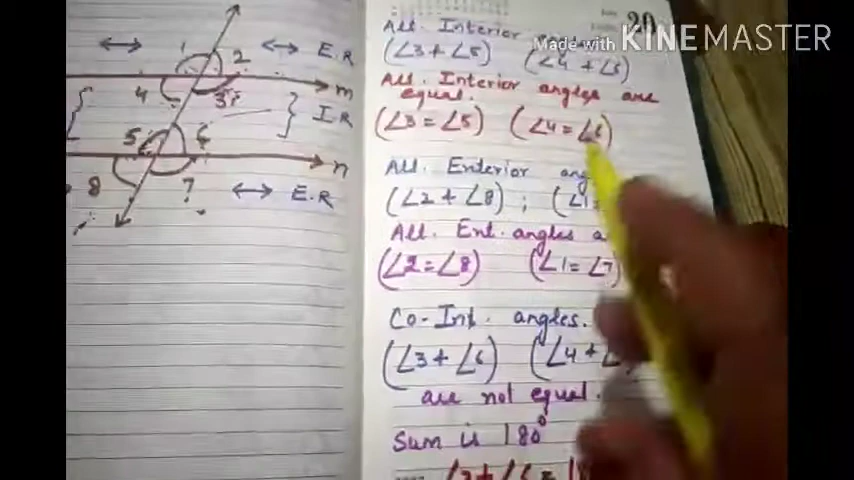 1
2
E.R
m
4
3
I.R
5
6
n
8
7
E.R
20
Alt. Interior
Made with KINEMASTER
(∠3 + ∠5) (∠4 + ∠6)
Alt. Interior angles are
equal.
(∠3 = ∠5) (∠4 = ∠6)
Alt. Exterior
(∠2 + ∠8) ; (∠1
Alt. Ext. angles
(∠2 = ∠8) (∠1 = ∠7)
Co-Int. angles.
(∠3 + ∠6) (∠4 + ∠
are not equal.
Sum is 180°